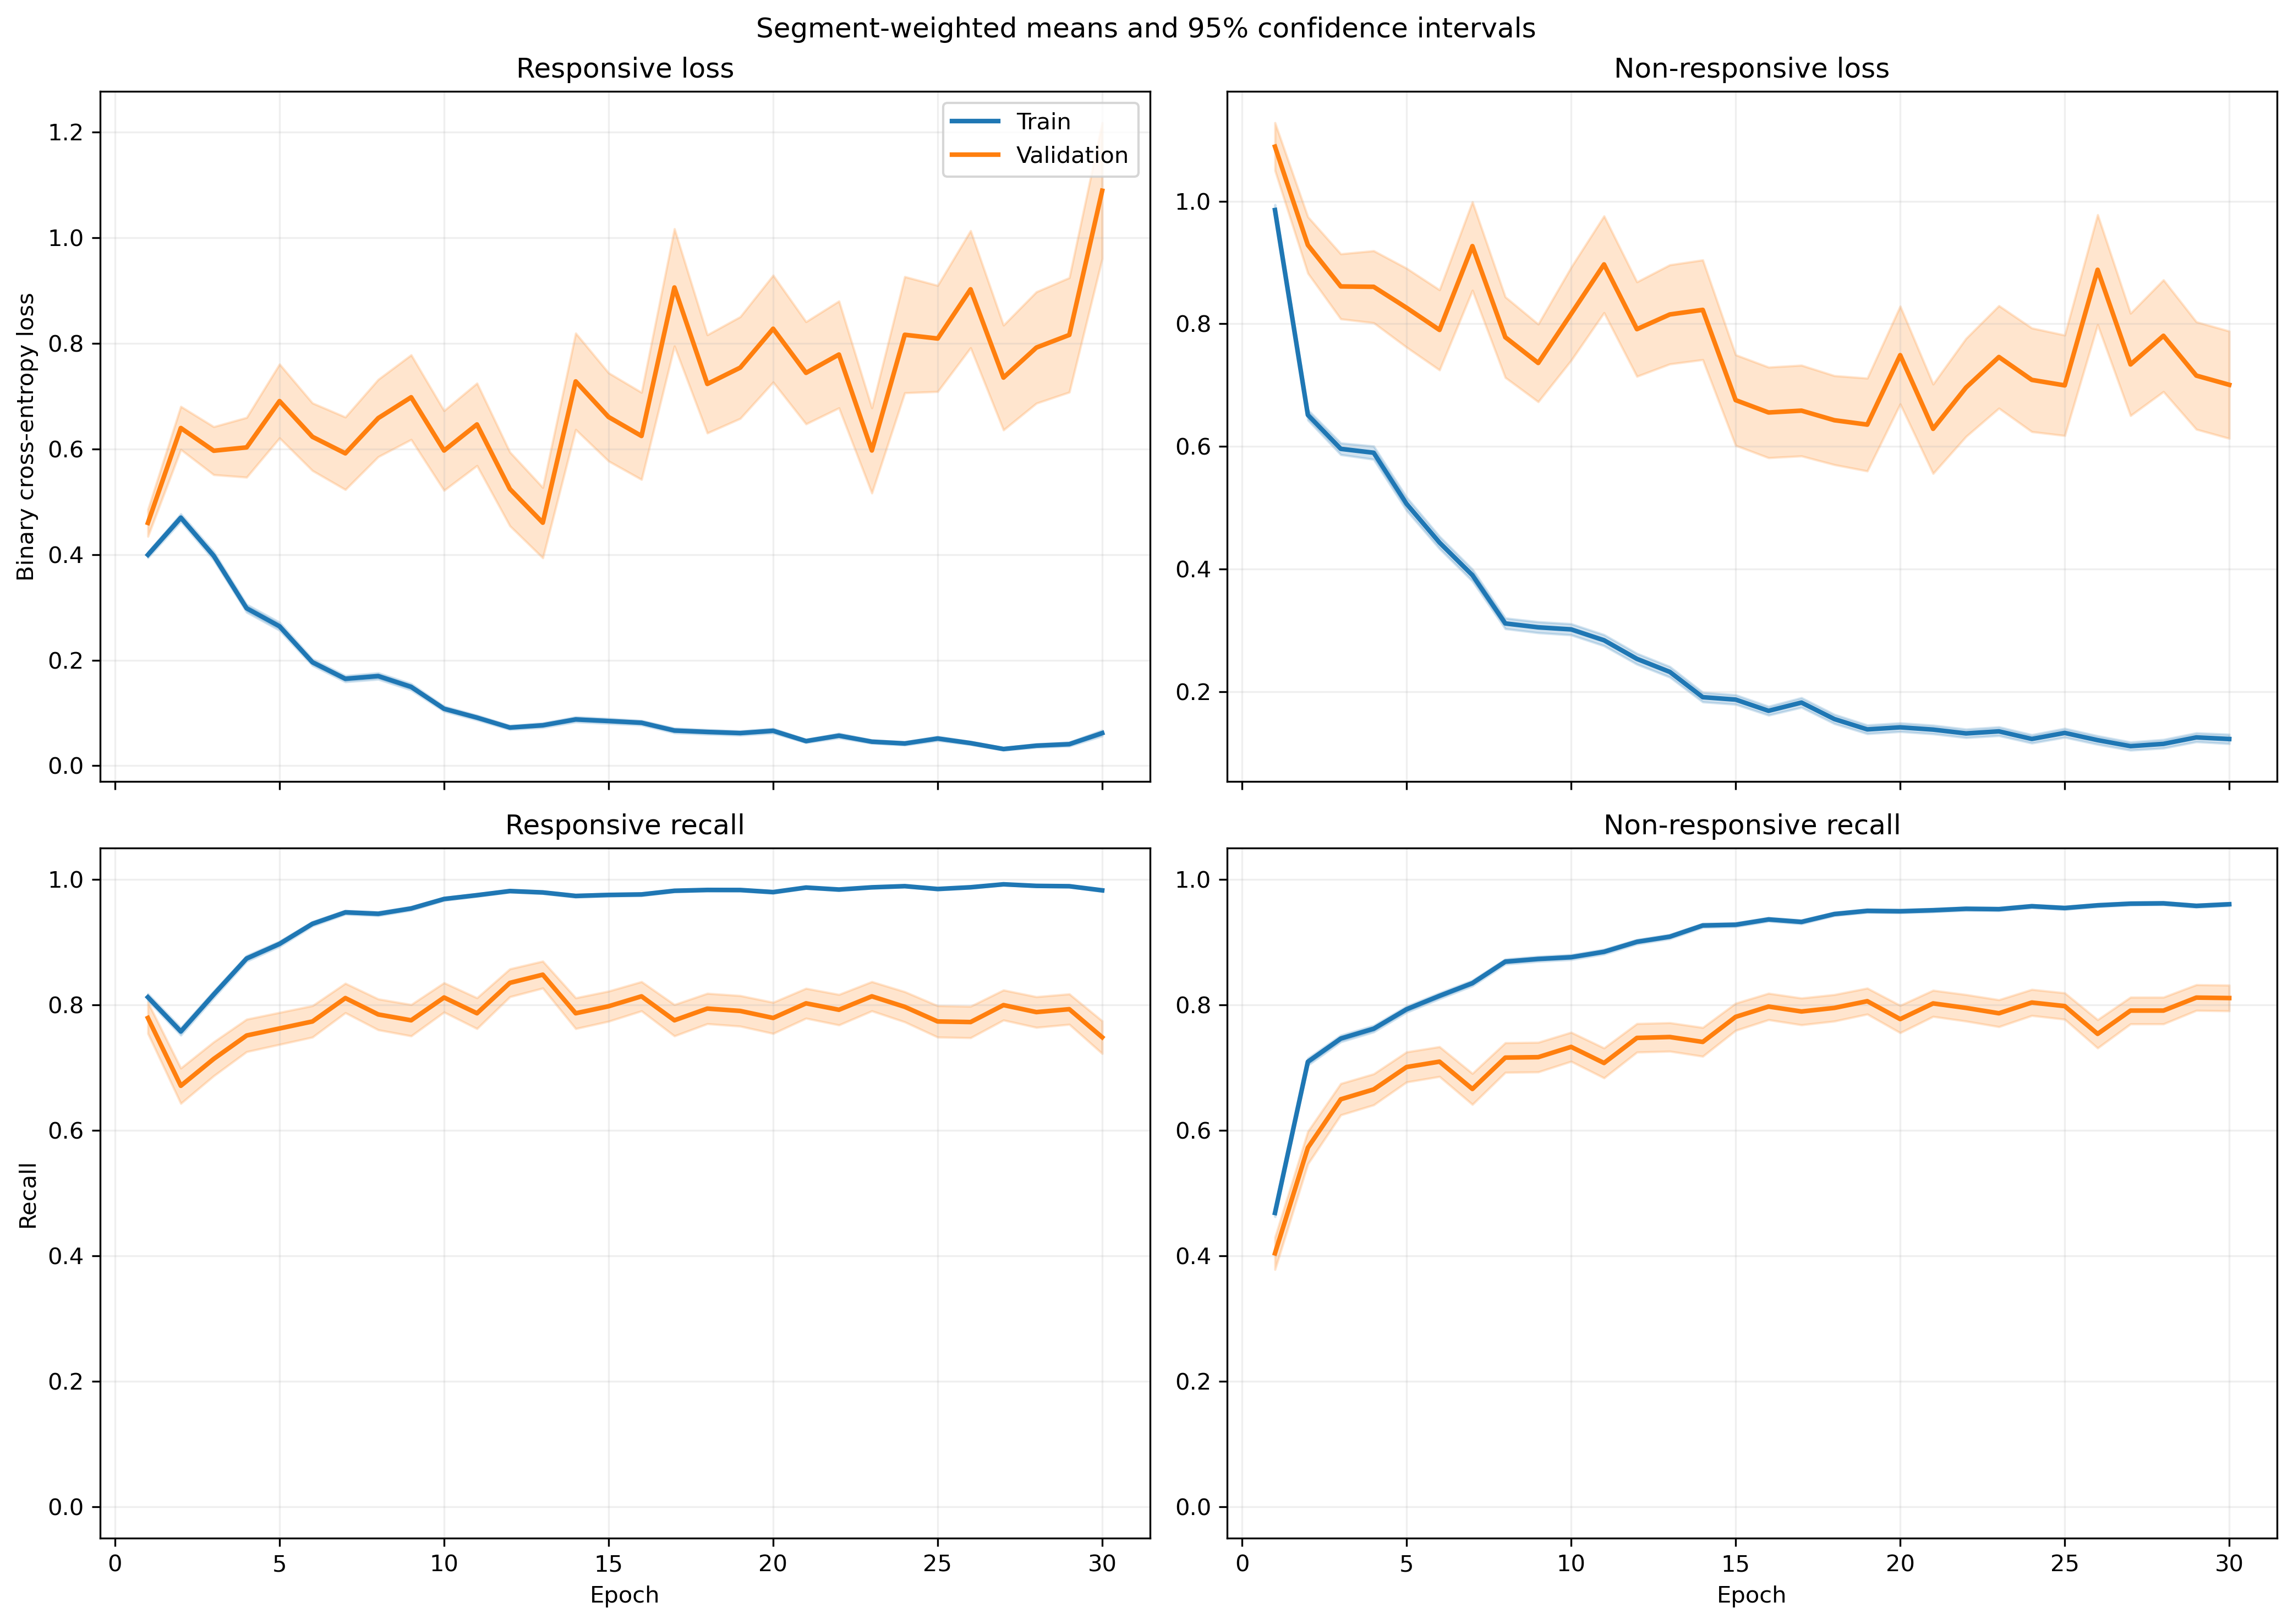 Segment-weighted means and 95% confidence intervals
Responsive loss
Non-responsive loss
Binary cross-entropy loss
1.2
1.0
0.8
0.6
0.4
0.2
0.0
Train
Validation
1.0
0.8
0.6
0.4
0.2
Responsive recall
Non-responsive recall
Recall
1.0
0.8
0.6
0.4
0.2
0.0
0 5 10 15 20 25 30
Epoch
1.0
0.8
0.6
0.4
0.2
0.0
0 5 10 15 20 25 30
Epoch